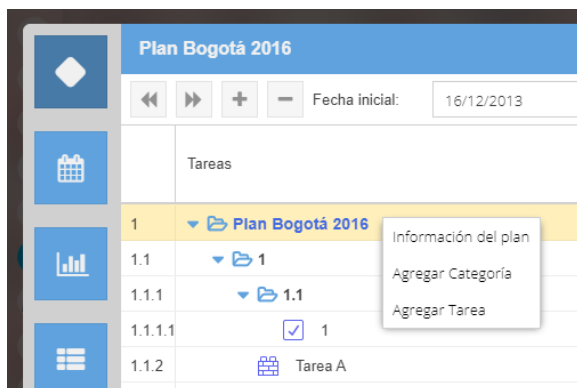 Plan Bogotá 2016
Fecha inicial: 16/12/2013
Tareas
1 Plan Bogotá 2016
Información del plan
1.1 1
Agregar Categoría
1.1.1 1.1
Agregar Tarea
1.1.1.1 1
1.1.2 Tarea A